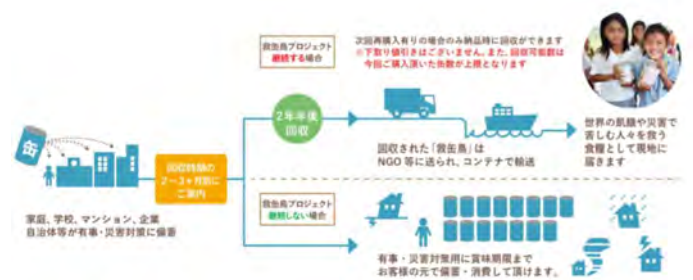 缶
家庭、学校、マンション、企業
自治体等が有事・災害対策に備蓄
回収時期の
2〜3ヶ月前に
ご案内
救缶鳥プロジェクト
継続する場合
次回再購入有りの場合のみ納品時に回収ができます
※下取り値引きはございません。また、回収可能数は
今回ご購入頂いた缶数が上限となります
2年半後
回収
回収された「救缶鳥」は
NGO 等に送られ、コンテナで輸送
世界の飢餓や災害で
苦しむ人々を救う
食糧として現地に
届きます
救缶鳥プロジェクト
継続しない場合
有事・災害対策用に賞味期限まで
お客様の元で備蓄・消費して頂けます。